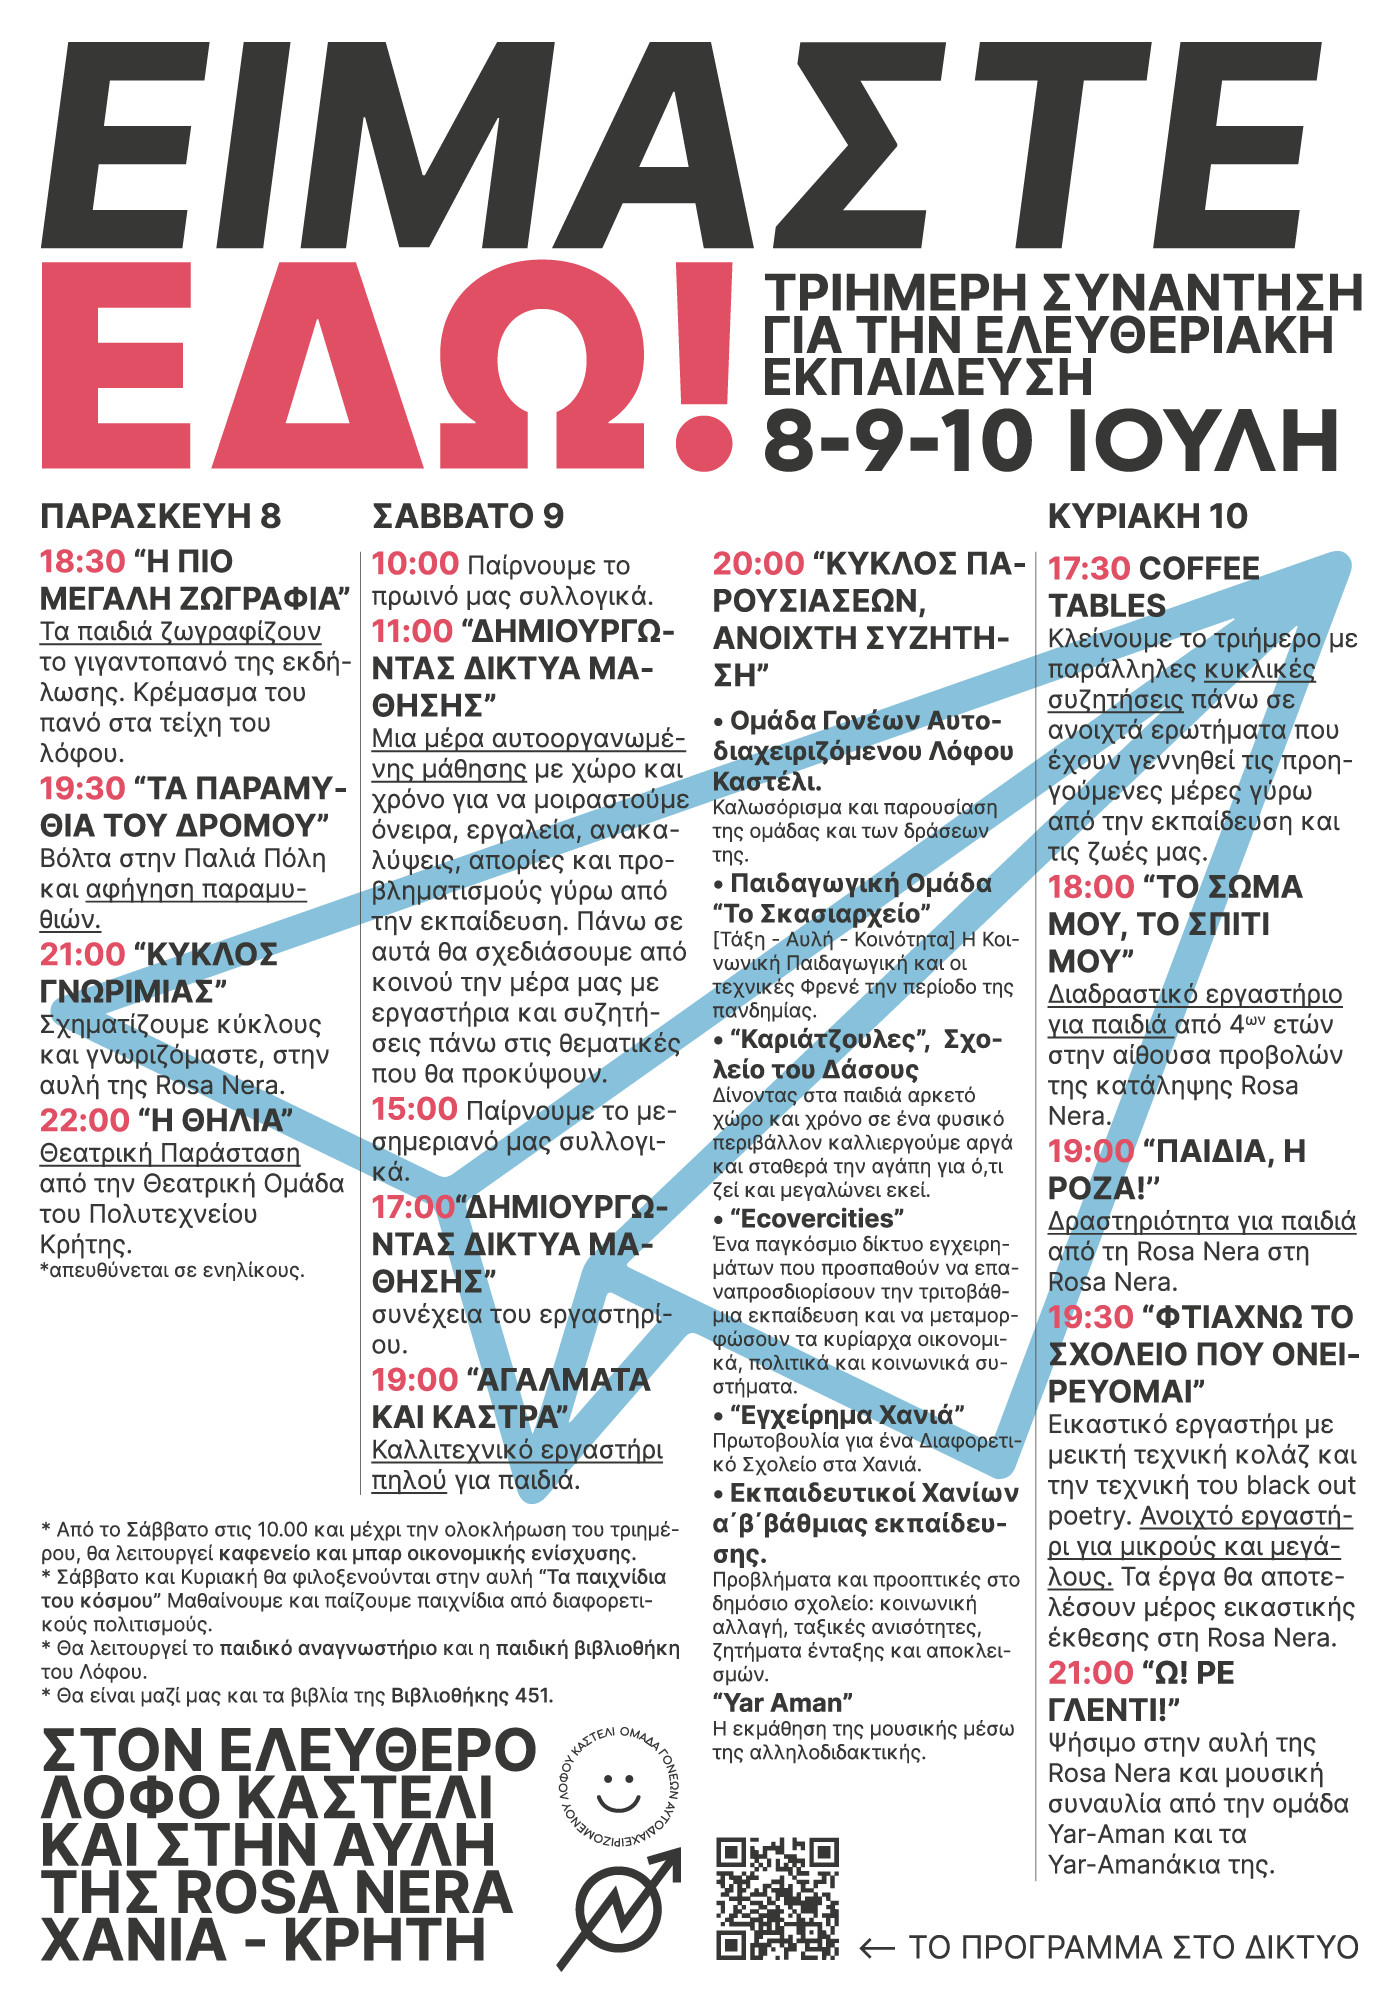 ΕΙΜΑΣΤΕ
ΕΔΩ!
ΤΡΙΗΜΕΡΗ ΣΥΝΑΝΤΗΣΗ
ΓΙΑ ΤΗΝ ΕΛΕΥΘΕΡΙΑΚΗ
ΕΚΠΑΙΔΕΥΣΗ
8-9-10 ΙΟΥΛΗ
ΠΑΡΑΣΚΕΥΗ 8
18:30 “Η ΠΙΟ
ΜΕΓΑΛΗ ΖΩΓΡΑΦΙΑ”
Τα παιδιά ζωγραφίζουν
το γιγαντοπανό της εκδή-
λωσης. Κρέμασμα του
πανό στα τείχη του
λόφου.
19:30 “ΤΑ ΠΑΡΑΜΥ-
ΘΙΑ ΤΟΥ ΔΡΟΜΟΥ”
Βόλτα στην Παλιά Πόλη
και αφήγηση παραμυ-
θιών.
21:00 “ΚΥΚΛΟΣ
ΓΝΩΡΙΜΙΑΣ”
Σχηματίζουμε κύκλους
και γνωριζόμαστε, στην
αυλή της Rosa Nera.
22:00 “Η ΘΗΛΙΑ”
Θεατρική Παράσταση
από την Θεατρική Ομάδα
του Πολυτεχνείου
Κρήτης.
*απευθύνεται σε ενηλίκους.
ΣΑΒΒΑΤΟ 9
10:00 Παίρνουμε το
πρωινό μας συλλογικά.
11:00 “ΔΗΜΙΟΥΡΓΩ-
ΝΤΑΣ ΔΙΚΤΥΑ ΜΑ-
ΘΗΣΗΣ”
Μια μέρα αυτοοργανωμέ-
νης μάθησης με χώρο και
χρόνο για να μοιραστούμε
όνειρα, εργαλεία, ανακα-
λύψεις, απορίες και προ-
βληματισμούς γύρω από
την εκπαίδευση. Πάνω σε
αυτά θα σχεδιάσουμε από
κοινού την μέρα μας με
εργαστήρια και συζητή-
σεις πάνω στις θεματικές
που θα προκύψουν.
15:00 Παίρνουμε το με-
σημεριανό μας συλλογι-
κά.
17:00“ΔΗΜΙΟΥΡΓΩ-
ΝΤΑΣ ΔΙΚΤΥΑ ΜΑ-
ΘΗΣΗΣ”
συνέχεια του εργαστηρί-
ου.
19:00 “ΑΓΑΛΜΑΤΑ
ΚΑΙ ΚΑΣΤΡΑ”
Καλλιτεχνικό εργαστήρι
πηλού για παιδιά.
20:00 “ΚΥΚΛΟΣ ΠΑ-
ΡΟΥΣΙΑΣΕΩΝ,
ΑΝΟΙΧΤΗ ΣΥΖΗΤΗ-
ΣΗ”
• Ομάδα Γονέων Αυτο-
διαχειριζόμενου Λόφου
Καστέλι.
Καλωσόρισμα και παρουσίαση
της ομάδας και των δράσεων
της.
• Παιδαγωγική Ομάδα
“Το Σκασιαρχείο”
[Τάξη - Αυλή - Κοινότητα] Η Κοι-
νωνική Παιδαγωγική και οι
τεχνικές Φρενέ την περίοδο της
πανδημίας.
• “Καριάτζουλες”, Σχο-
λείο του Δάσους
Δίνοντας στα παιδιά αρκετό
χώρο και χρόνο σε ένα φυσικό
περιβάλλον καλλιεργούμε αργά
και σταθερά την αγάπη για ό,τι
ζεί και μεγαλώνει εκεί.
• “Ecovercities”
Ένα παγκόσμιο δίκτυο εγχειρη-
μάτων που προσπαθούν να επα-
ναπροσδιορίσουν την τριτοβάθ-
μια εκπαίδευση και να μεταμορ-
φώσουν τα κυρίαρχα οικονομι-
κά, πολιτικά και κοινωνικά συ-
στήματα.
• “Εγχείρημα Χανιά”
Πρωτοβουλία για ένα Διαφορετι-
κό Σχολείο στα Χανιά.
• Εκπαιδευτικοί Χανίων
α΄β΄βάθμιας εκπαίδευ-
σης.
Προβλήματα και προοπτικές στο
δημόσιο σχολείο: κοινωνική
αλλαγή, ταξικές ανισότητες,
ζητήματα ένταξης και αποκλει-
σμών.
“Yar Aman”
Η εκμάθηση της μουσικής μέσω
της αλληλοδιδακτικής.
ΚΥΡΙΑΚΗ 10
17:30 COFFEE
TABLES
Κλείνουμε το τριήμερο με
παράλληλες κυκλικές
συζητήσεις πάνω σε
ανοιχτά ερωτήματα που
έχουν γεννηθεί τις προη-
γούμενες μέρες γύρω
από την εκπαίδευση και
τις ζωές μας.
18:00 “ΤΟ ΣΩΜΑ
ΜΟΥ, ΤΟ ΣΠΙΤΙ
ΜΟΥ”
Διαδραστικό εργαστήριο
για παιδιά από 4ων ετών
στην αίθουσα προβολών
της κατάληψης Rosa
Nera.
19:00 “ΠΑΙΔΙΑ, Η
ΡΟΖΑ!’’
Δραστηριότητα για παιδιά
από τη Rosa Nera στη
Rosa Nera.
19:30 “ΦΤΙΑΧΝΩ ΤΟ
ΣΧΟΛΕΙΟ ΠΟΥ ΟΝΕΙ-
ΡΕΥΟΜΑΙ”
Εικαστικό εργαστήρι με
μεικτή τεχνική κολάζ και
την τεχνική του black out
poetry. Ανοιχτό εργαστή-
ρι για μικρούς και μεγά-
λους. Τα έργα θα αποτε-
λέσουν μέρος εικαστικής
έκθεσης στη Rosa Nera.
21:00 “Ω! ΡΕ
ΓΛΕΝΤΙ!”
Ψήσιμο στην αυλή της
Rosa Nera και μουσική
συναυλία από την ομάδα
Yar-Aman και τα
Yar-Amanάκια της.
* Από το Σάββατο στις 10.00 και μέχρι την ολοκλήρωση του τριημέ-
ρου, θα λειτουργεί καφενείο και μπαρ οικονομικής ενίσχυσης.
* Σάββατο και Κυριακή θα φιλοξενούνται στην αυλή “Τα παιχνίδια
του κόσμου” Μαθαίνουμε και παίζουμε παιχνίδια από διαφορετι-
κούς πολιτισμούς.
* Θα λειτουργεί το παιδικό αναγνωστήριο και η παιδική βιβλιοθήκη
του Λόφου.
* Θα είναι μαζί μας και τα βιβλία της Βιβλιοθήκης 451.
ΣΤΟΝ ΕΛΕΥΘΕΡΟ
ΛΟΦΟ ΚΑΣΤΕΛΙ
ΚΑΙ ΣΤΗΝ ΑΥΛΗ
ΤΗΣ ROSA NERA
ΧΑΝΙΑ - ΚΡΗΤΗ
ΟΜΑΔΑ ΓΟΝΕΩΝ ΑΥΤΟΔΙΑΧΕΙΡΙΖΟΜΕΝΟΥ ΛΟΦΟΥ ΚΑΣΤΕΛΙ
← ΤΟ ΠΡΟΓΡΑΜΜΑ ΣΤΟ ΔΙΚΤΥΟ